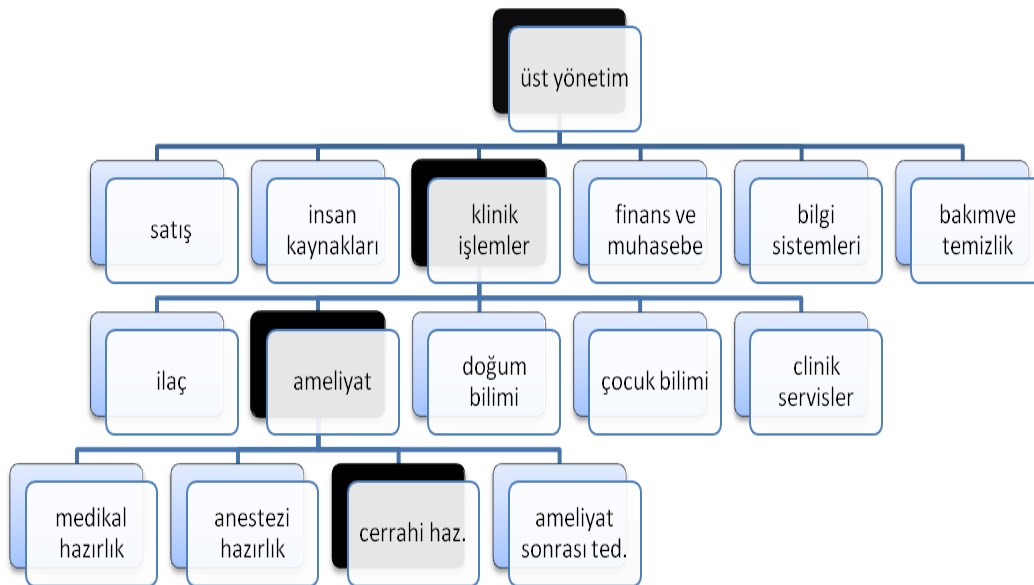 üst yönetim
satış
insan
kaynakları
klinik
işlemler
finans ve
muhasebe
bilgi
sistemleri
bakımve
temizlik
ilaç
ameliyat
doğum
bilimi
çocuk bilimi
clinik
servisler
medikal
hazırlık
anestezi
hazırlık
cerrahi haz.
ameliyat
sonrası ted.